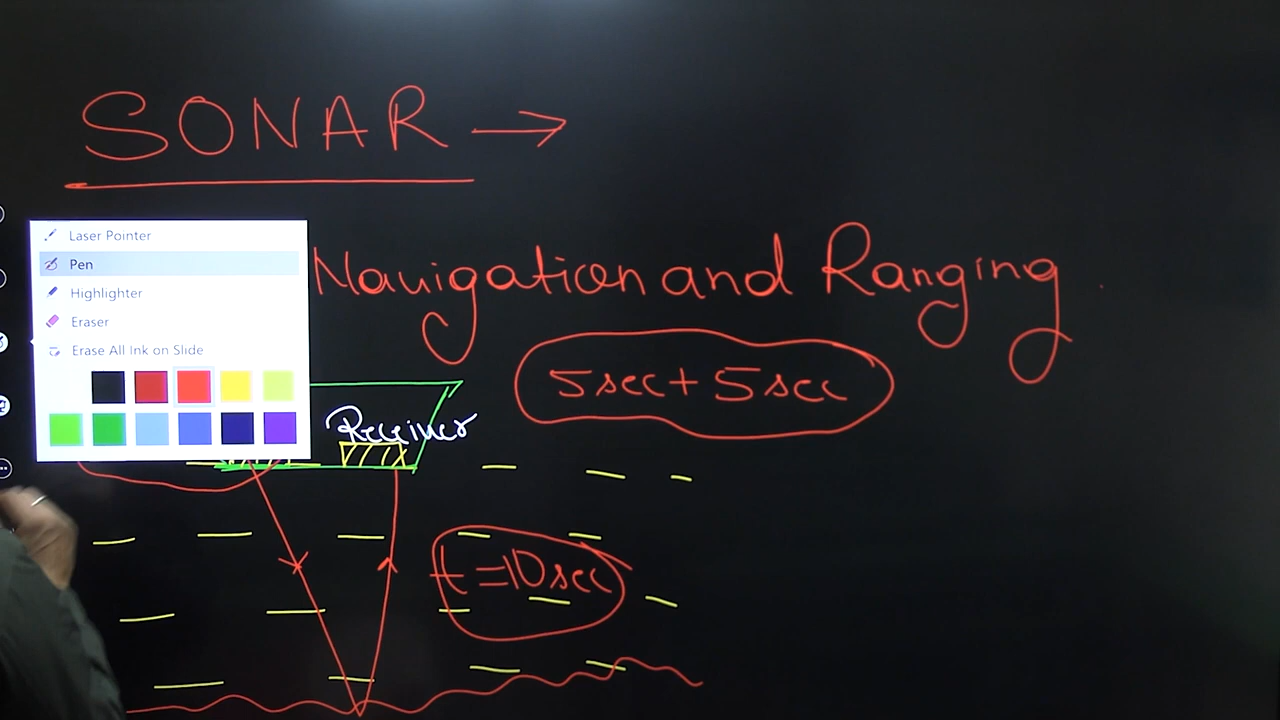 SONAR →
Navigation and Ranging
Laser Pointer
Pen
Highlighter
Eraser
Erase All Ink on Slide
5sec + 5sec
Receiver
t=10sec